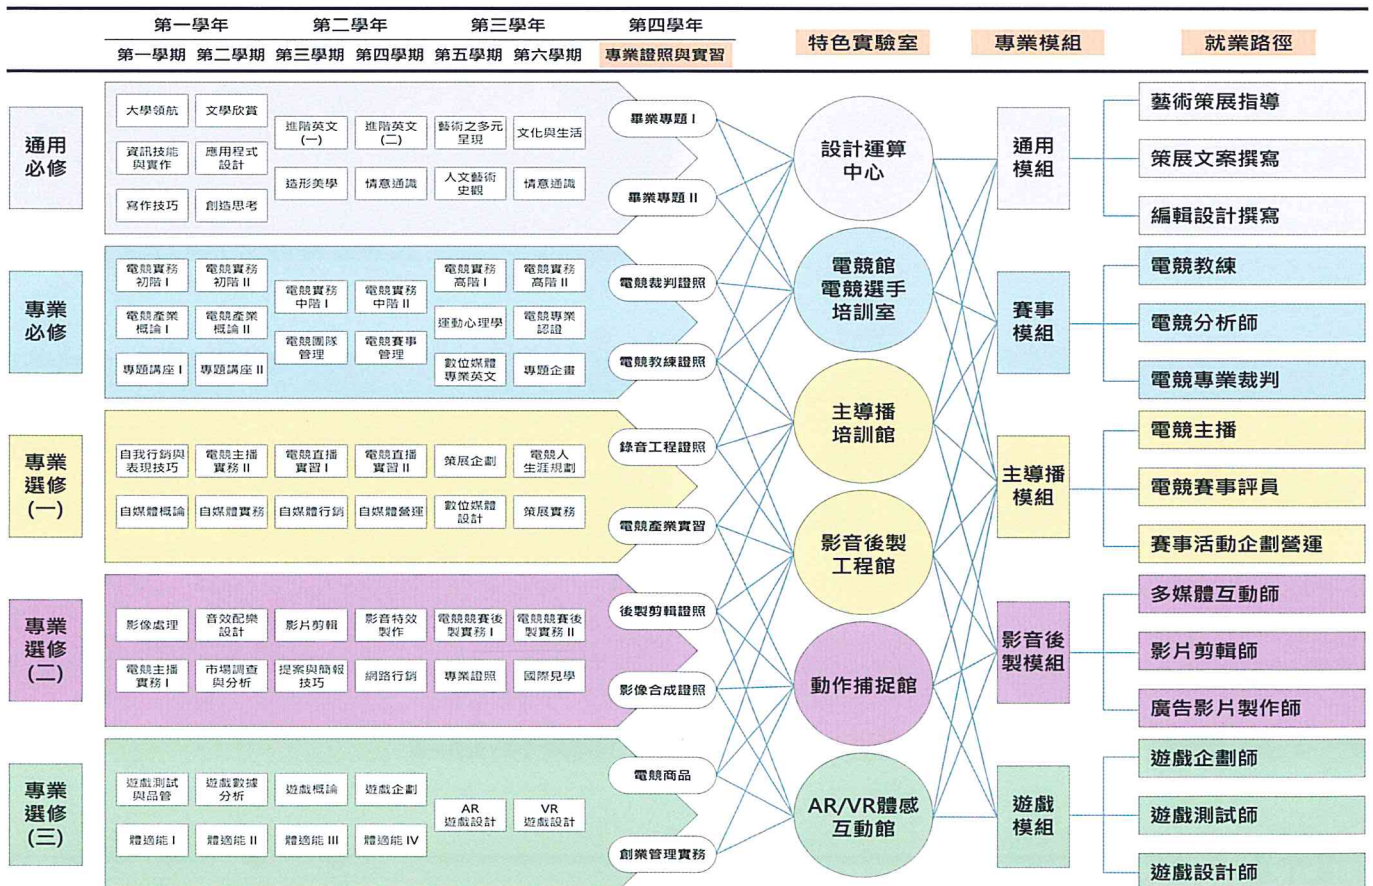 第一學年
第二學年
第三學年
第四學年
特色實驗室
專業模組
就業路徑
第一學期
第二學期
第三學期
第四學期
第五學期
第六學期
專業證照與實習
通用
必修
大學領航
文學欣賞
進階英文
(一)
進階英文
(二)
藝術之多元
呈現
文化與生活
資訊技能
與實作
應用程式
設計
造形美學
情意通識
人文藝術
史觀
情意通識
寫作技巧
創造思考
畢業專題 I
畢業專題 II
專業
必修
電競實務
初階 I
電競實務
初階 II
電競實務
中階 I
電競實務
中階 II
電競實務
高階 I
電競實務
高階 II
電競產業
概論 I
電競產業
概論 II
電競團隊
管理
電競賽事
管理
運動心理學
電競專業
認證
專題講座 I
專題講座 II
數位媒體
專業英文
專題企畫
電競裁判證照
電競教練證照
專業
選修
(一)
自我行銷與
表現技巧
電競主播
實務 II
電競直播
實習 I
電競直播
實習 II
策展企劃
電競人
生涯規劃
自媒體概論
自媒體實務
自媒體行銷
自媒體營運
數位媒體
設計
策展實務
錄音工程證照
電競產業實習
專業
選修
(二)
影像處理
音效配樂
設計
影片剪輯
影音特效
製作
電競競賽後
製實務 I
電競競賽後
製實務 II
電競主播
實務 I
市場調查
與分析
提案與簡報
技巧
網路行銷
專業證照
國際見學
後製剪輯證照
影像合成證照
專業
選修
(三)
遊戲測試
與品管
遊戲數據
分析
遊戲概論
遊戲企劃
AR
遊戲設計
VR
遊戲設計
體適能 I
體適能 II
體適能 III
體適能 IV
電競商品
創業管理實務
設計運算
中心
電競館
電競選手
培訓室
主導播
培訓館
影音後製
工程館
動作捕捉館
AR/VR體感
互動館
通用
模組
賽事
模組
主導播
模組
影音後
製模組
遊戲
模組
藝術策展指導
策展文案撰寫
編輯設計撰寫
電競教練
電競分析師
電競專業裁判
電競主播
電競賽事評員
賽事活動企劃營運
多媒體互動師
影片剪輯師
廣告影片製作師
遊戲企劃師
遊戲測試師
遊戲設計師